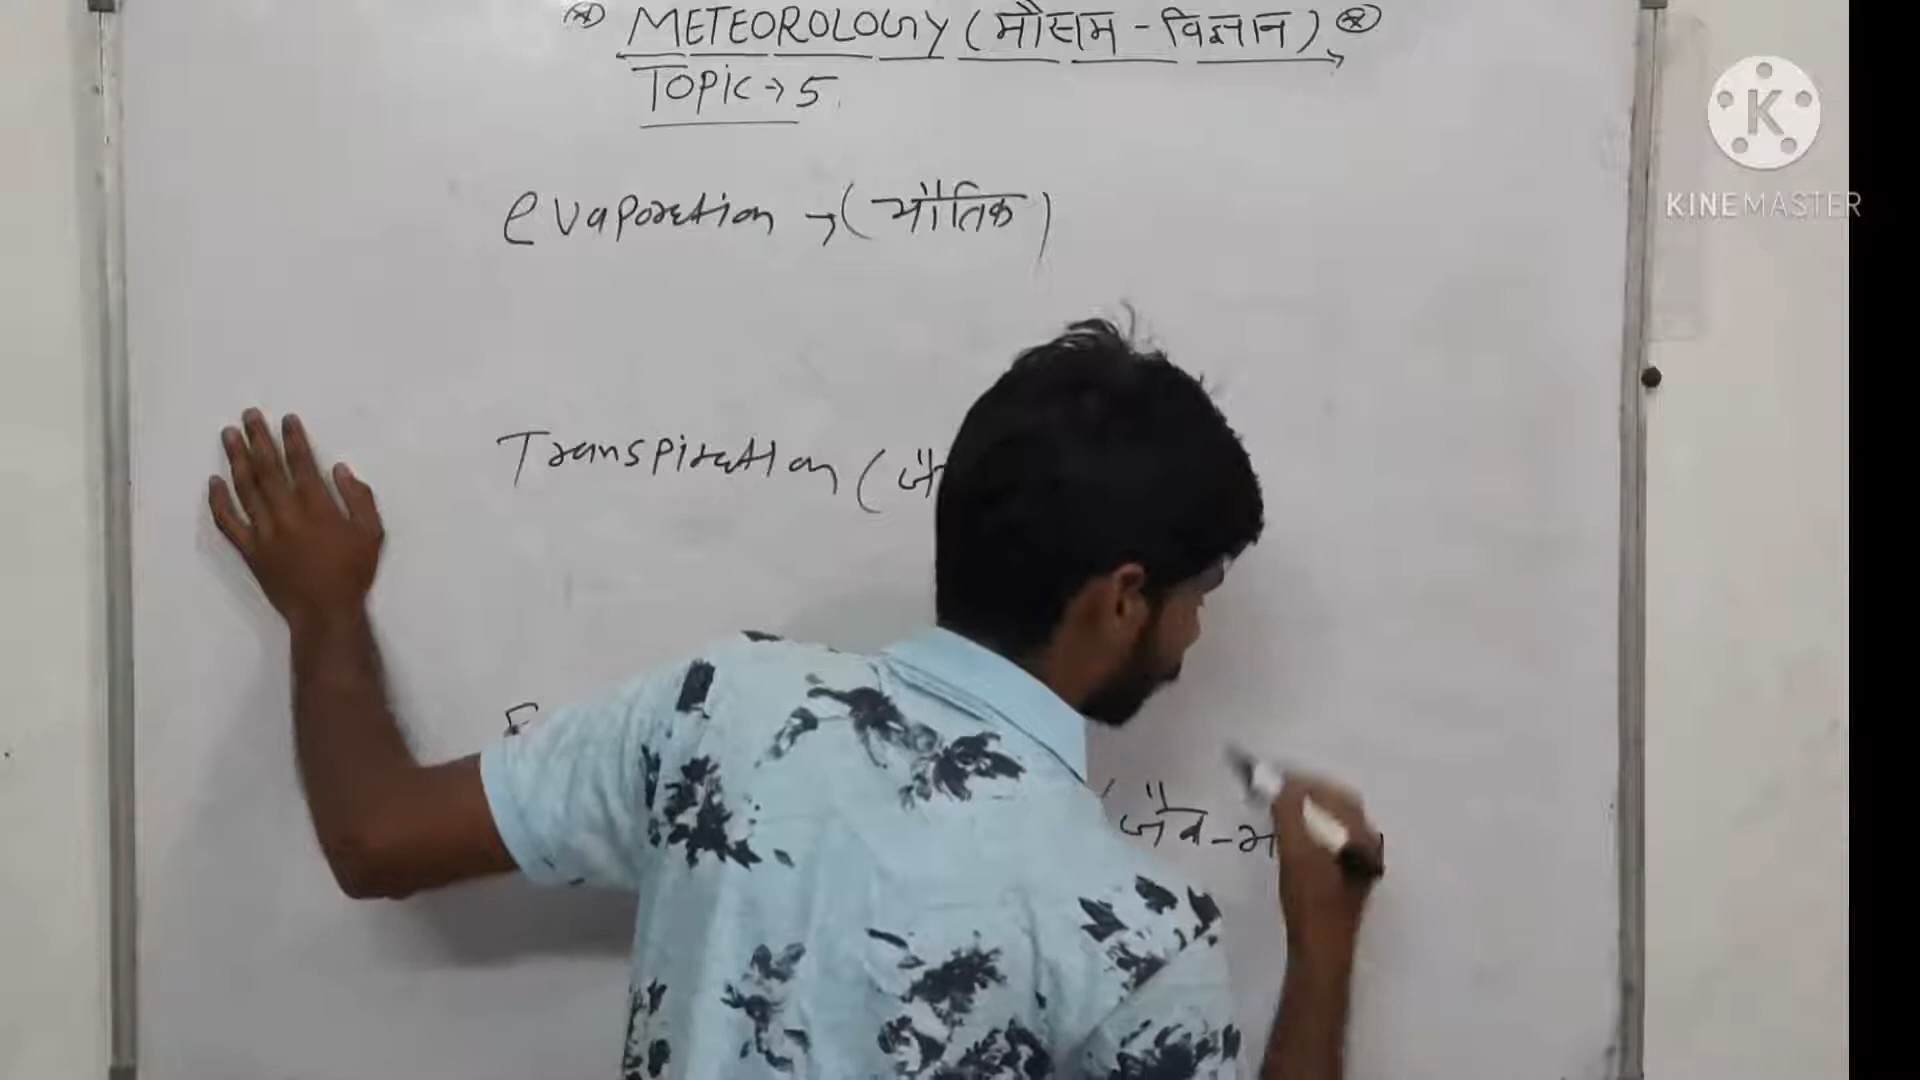 METEOROLOGY (मौसम - विज्ञान)
Topic → 5.
KINEMASTER
evaporation → (भौतिक)
Transpiration (जै
E
(जैव - भ